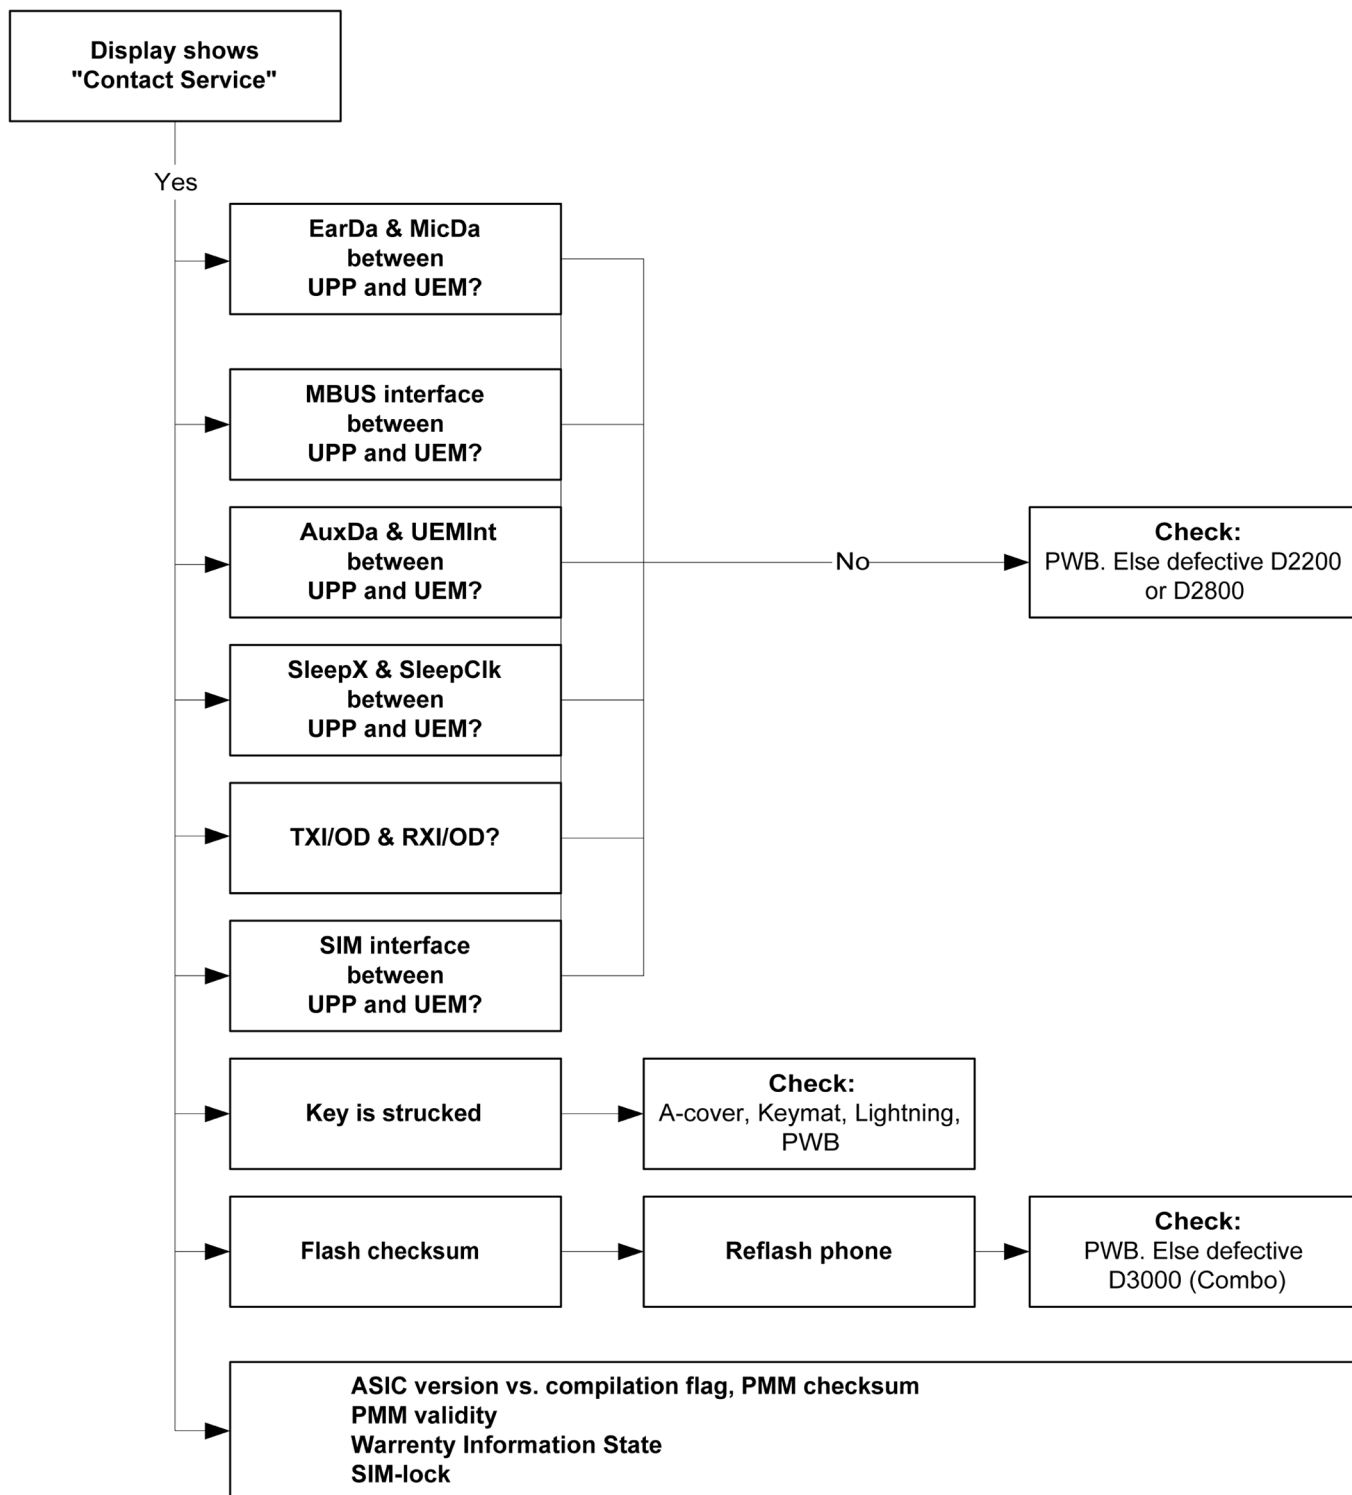 Display shows
"Contact Service"
Yes
EarDa & MicDa
between
UPP and UEM?
MBUS interface
between
UPP and UEM?
AuxDa & UEMInt
between
UPP and UEM?
No
Check:
PWB. Else defective D2200
or D2800
SleepX & SleepClk
between
UPP and UEM?
TXI/OD & RXI/OD?
SIM interface
between
UPP and UEM?
Key is strucked
Check:
A-cover, Keymat, Lightning,
PWB
Flash checksum
Reflash phone
Check:
PWB. Else defective
D3000 (Combo)
ASIC version vs. compilation flag, PMM checksum
PMM validity
Warrenty Information State
SIM-lock